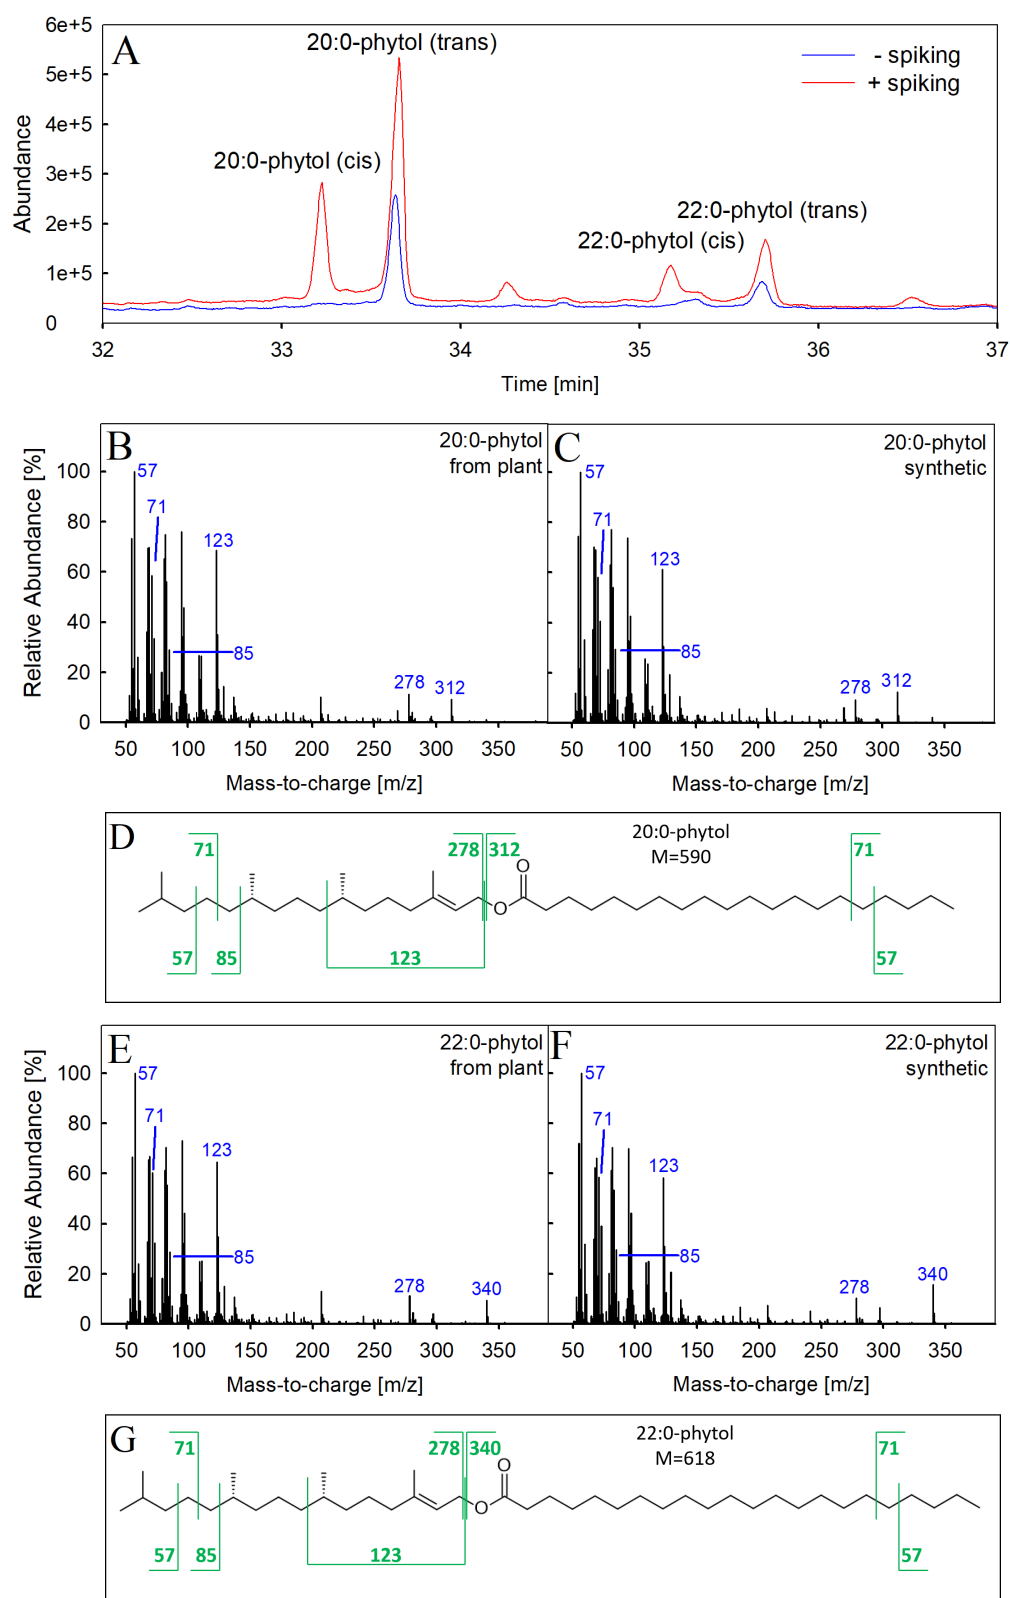 A
20:0-phytol (trans)
- spiking
+ spiking
20:0-phytol (cis)
22:0-phytol (trans)
22:0-phytol (cis)
Abundance
6e+5
5e+5
4e+5
3e+5
2e+5
1e+5
0
32 33 34 35 36 37
Time [min]
B
20:0-phytol
from plant
Relative Abundance [%]
100
80
60
40
20
0
57
71
123
85
278
312
50 100 150 200 250 300 350
Mass-to-charge [m/z]
C
20:0-phytol
synthetic
57
71
123
85
278
312
50 100 150 200 250 300 350
Mass-to-charge [m/z]
D
20:0-phytol
M=590
71
278
312
71
O
O
57
85
123
57
E
22:0-phytol
from plant
Relative Abundance [%]
100
80
60
40
20
0
57
71
123
85
278
340
50 100 150 200 250 300 350
Mass-to-charge [m/z]
F
22:0-phytol
synthetic
57
71
123
85
278
340
50 100 150 200 250 300 350
Mass-to-charge [m/z]
G
22:0-phytol
M=618
71
278
340
71
O
O
57
85
123
57